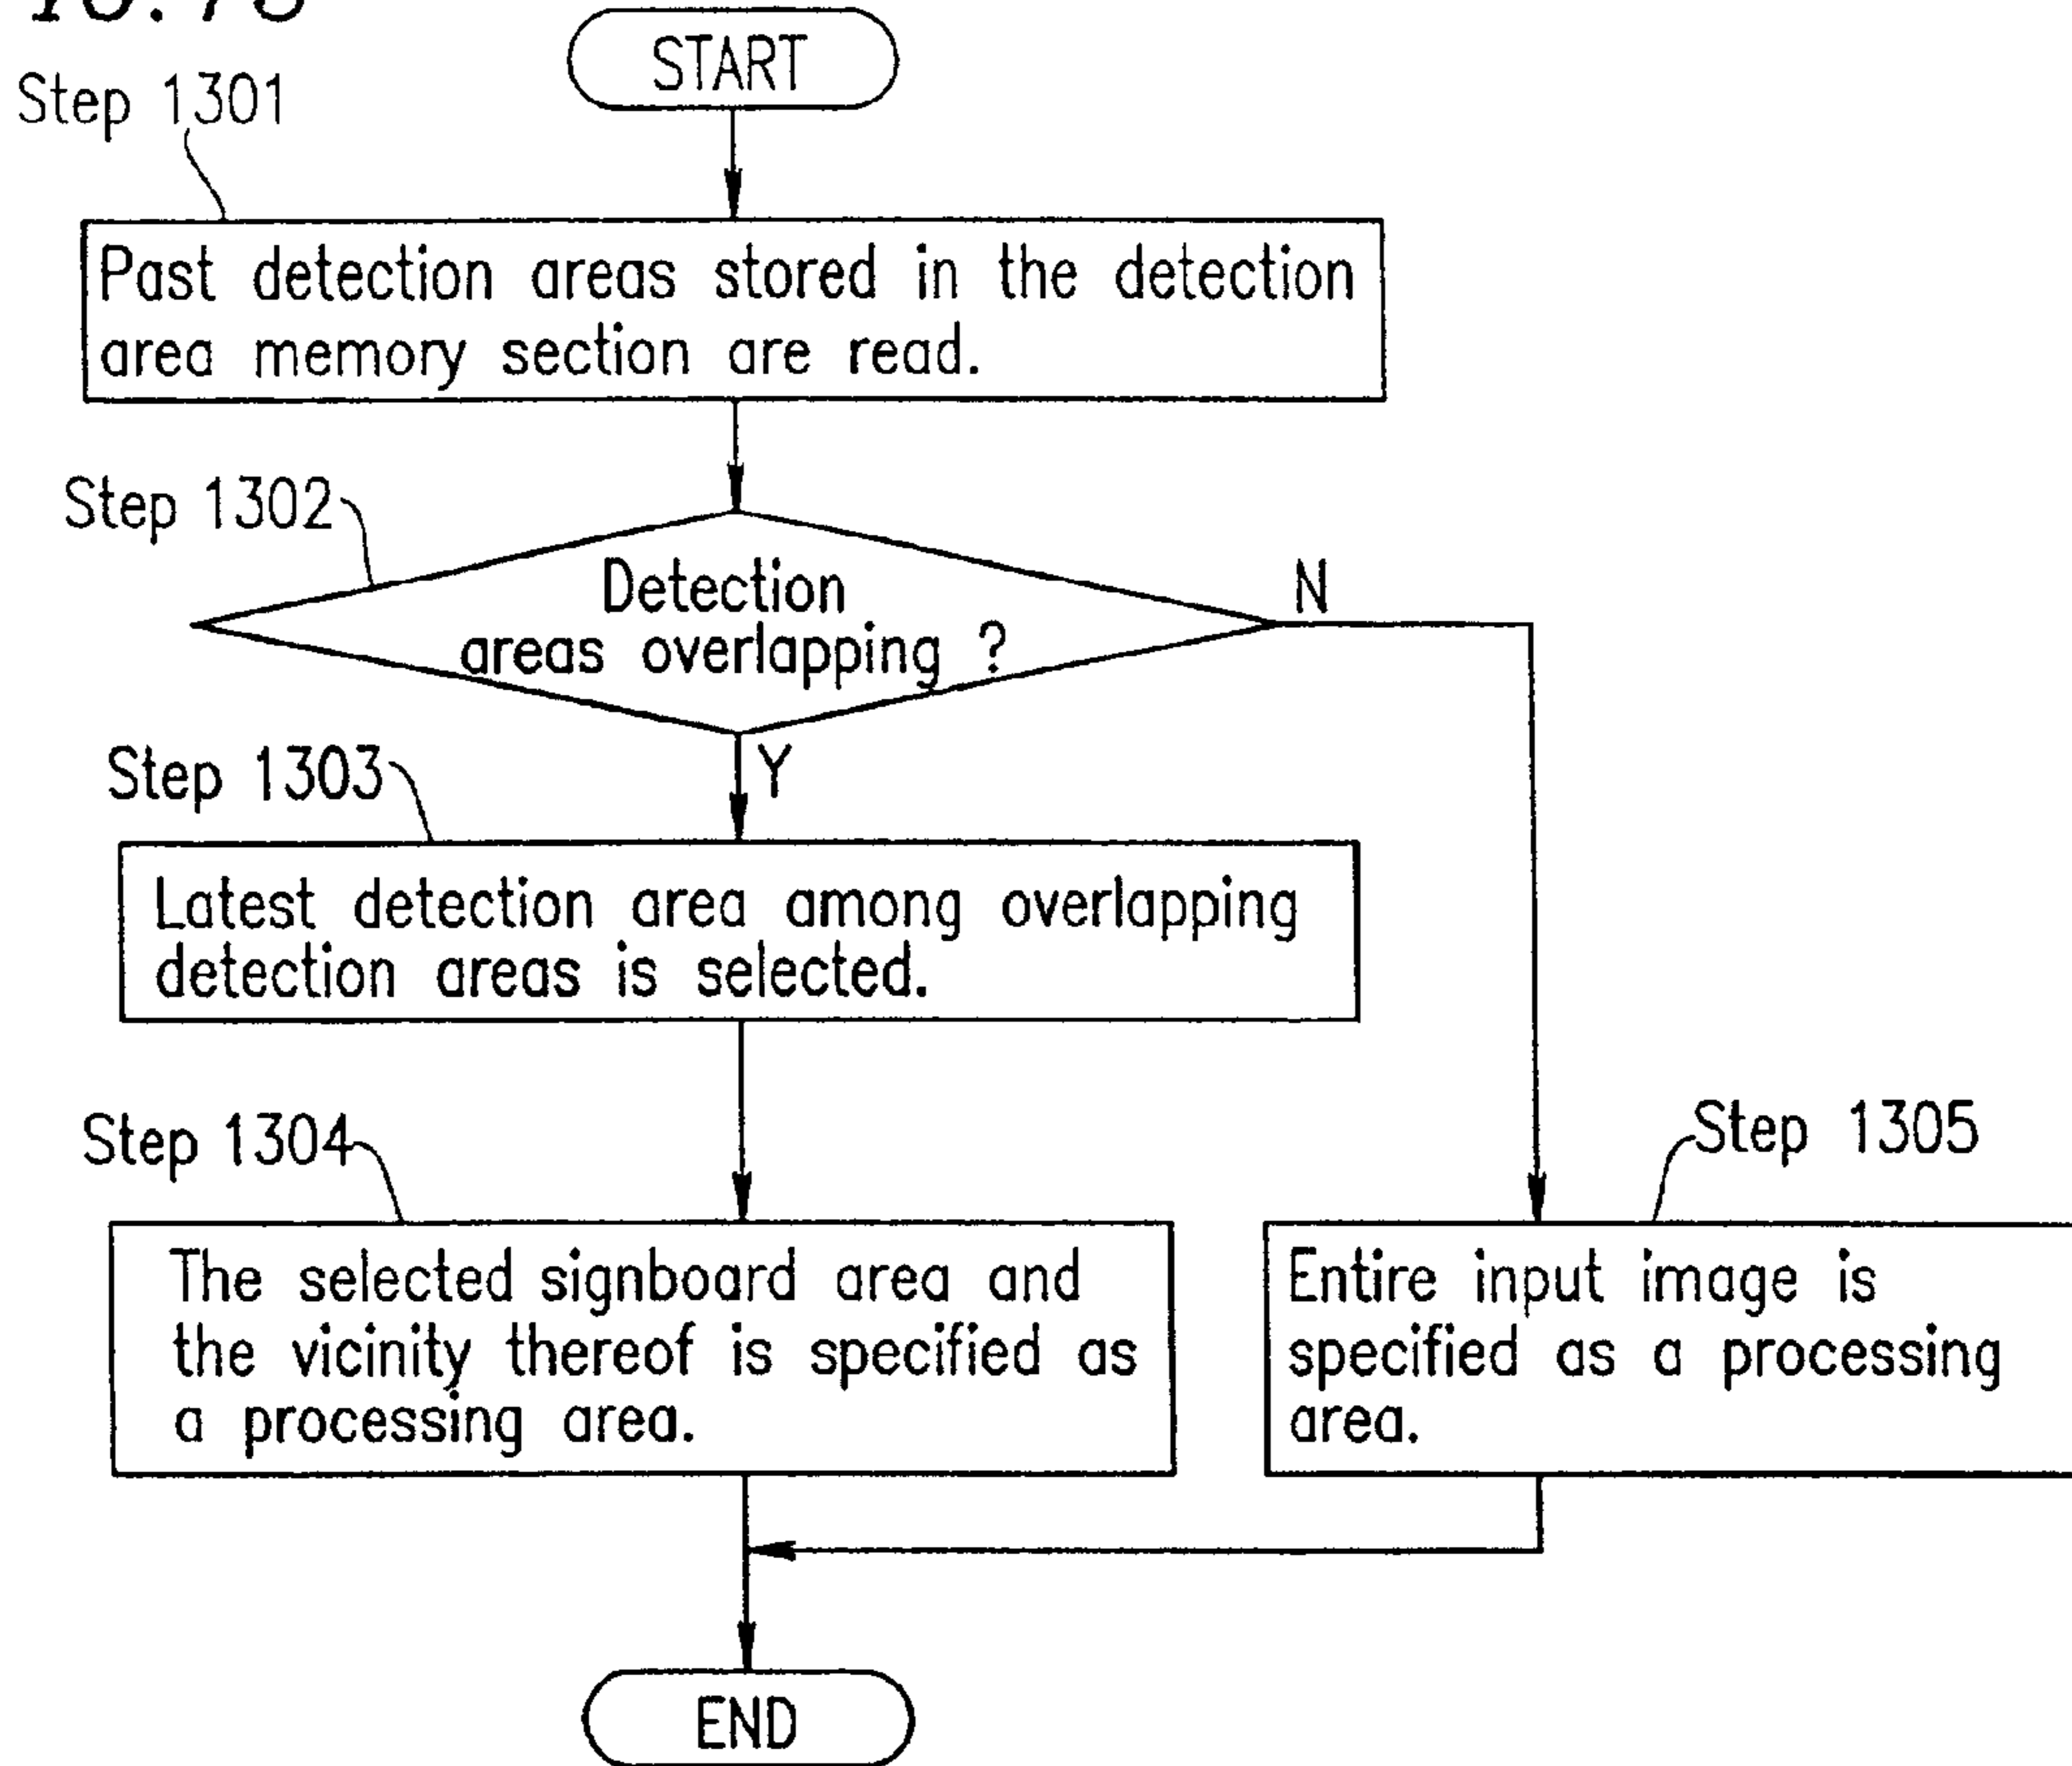 START
Step 1301
Past detection areas stored in the detection
area memory section are read.
Step 1302
Detection
areas overlapping ?
N
Y
Step 1303
Latest detection area among overlapping
detection areas is selected.
Step 1304
The selected signboard area and
the vicinity thereof is specified as
a processing area.
Step 1305
Entire input image is
specified as a processing
area.
END